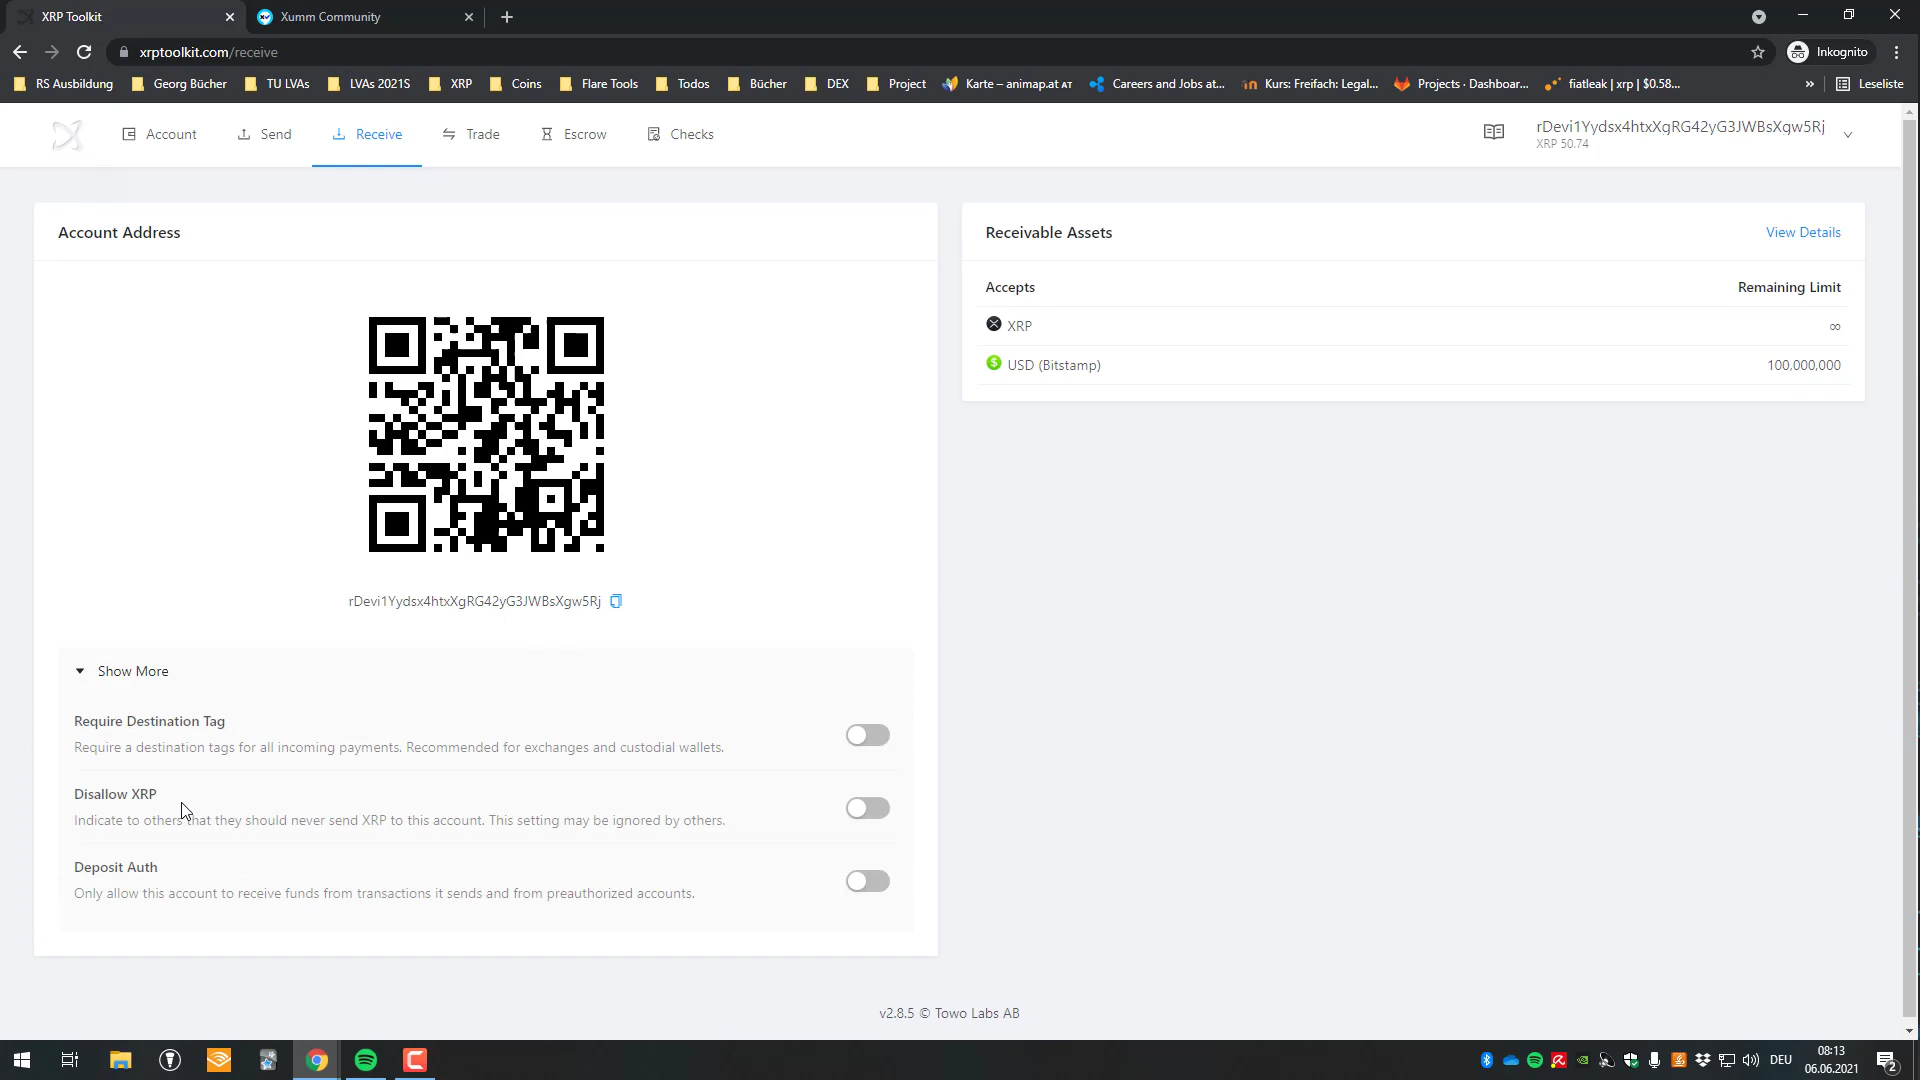 XRP Toolkit
Xumm Community
xrptoolkit.com/receive
Inkognito
RS Ausbildung
Georg Bücher
TU LVAs
LVAs 2021S
XRP
Coins
Flare Tools
Todos
Bücher
DEX
Project
Karte – animap.at AT
Careers and Jobs at...
Kurs: Freifach: Legal...
Projects · Dashboar...
fiatleak | xrp | $0.58...
»
Leseliste
Account
Send
Receive
Trade
Escrow
Checks
rDevi1Yydsx4htxXgRG42yG3JWBsXgw5Rj
XRP 50.74
Account Address
rDevi1Yydsx4htxXgRG42yG3JWBsXgw5Rj
Show More
Require Destination Tag
Require a destination tags for all incoming payments. Recommended for exchanges and custodial wallets.
Disallow XRP
Indicate to others that they should never send XRP to this account. This setting may be ignored by others.
Deposit Auth
Only allow this account to receive funds from transactions it sends and from preauthorized accounts.
Receivable Assets
View Details
Accepts
Remaining Limit
XRP
∞
USD (Bitstamp)
100,000,000
v2.8.5 © Towo Labs AB
DEU
08:13
06.06.2021
2